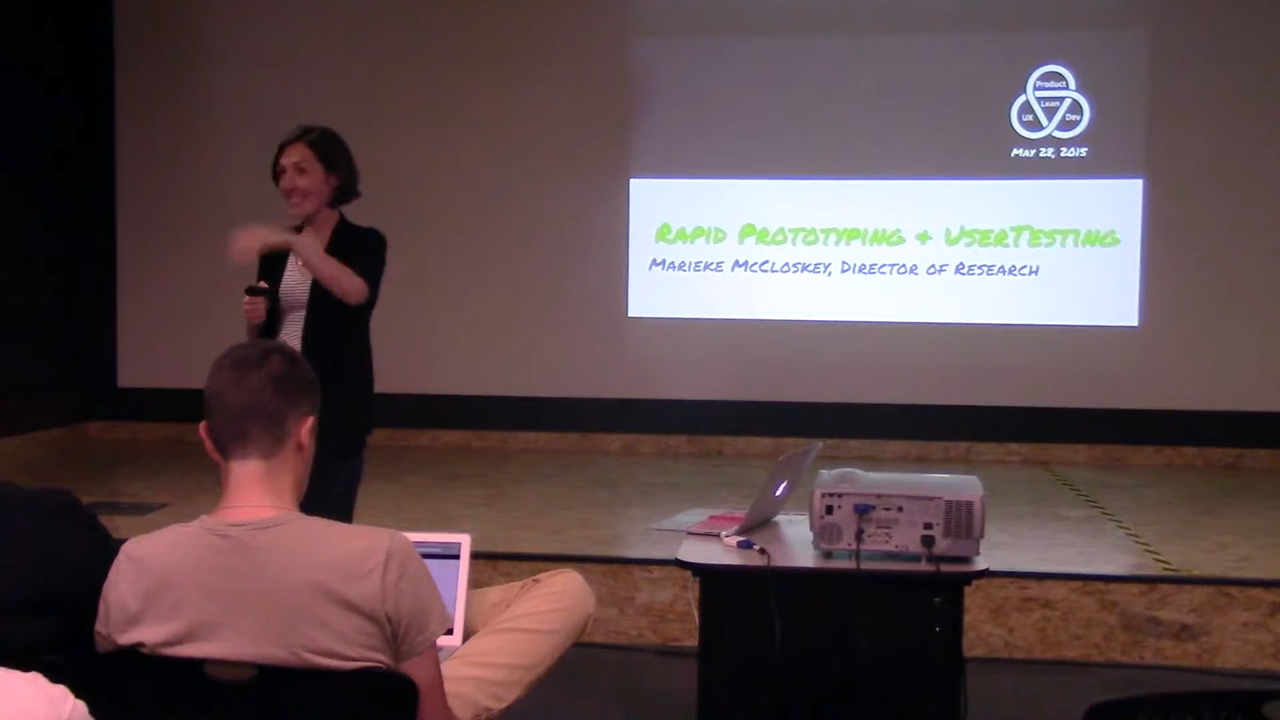 Product
Lean
UX
Dev
May 28, 2015
Rapid Prototyping + UserTesting
Marieke McCloskey, Director of Research